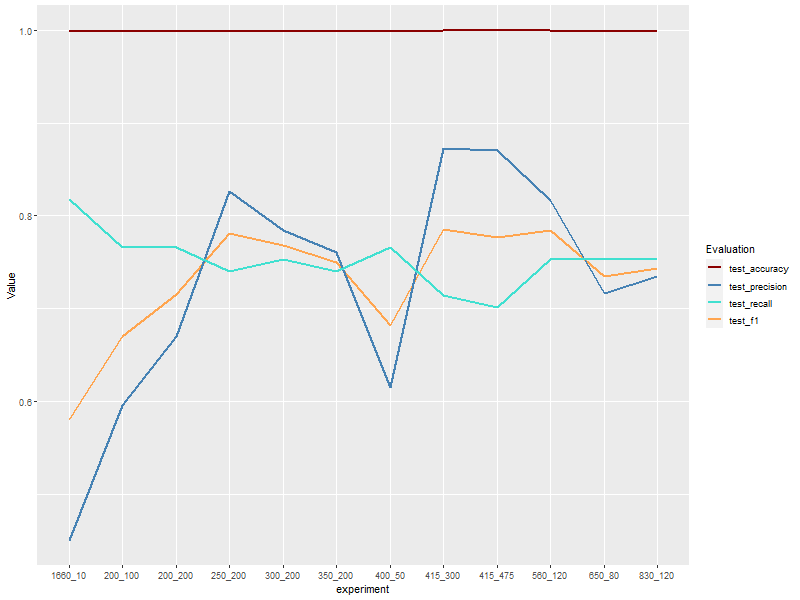 Value
1.0
0.8
0.6
1660_10 200_100 200_200 250_200 300_200 350_200 400_50 415_300 415_475 560_120 650_80 830_120
experiment
Evaluation
test_accuracy
test_precision
test_recall
test_f1